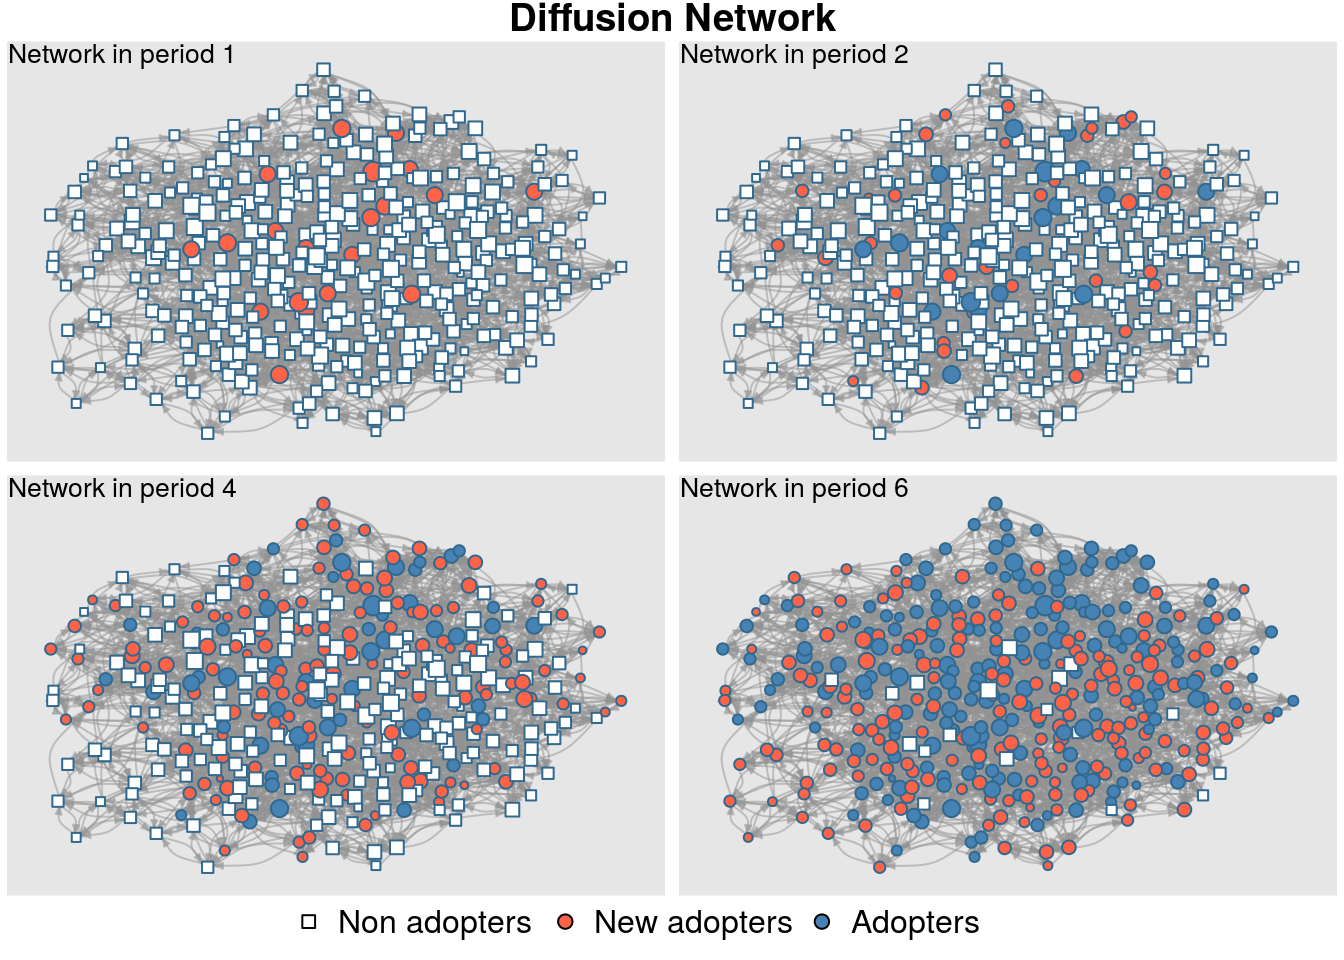 Diffusion Network
Network in period 1
Network in period 2
Network in period 4
Network in period 6
Non adopters
New adopters
Adopters